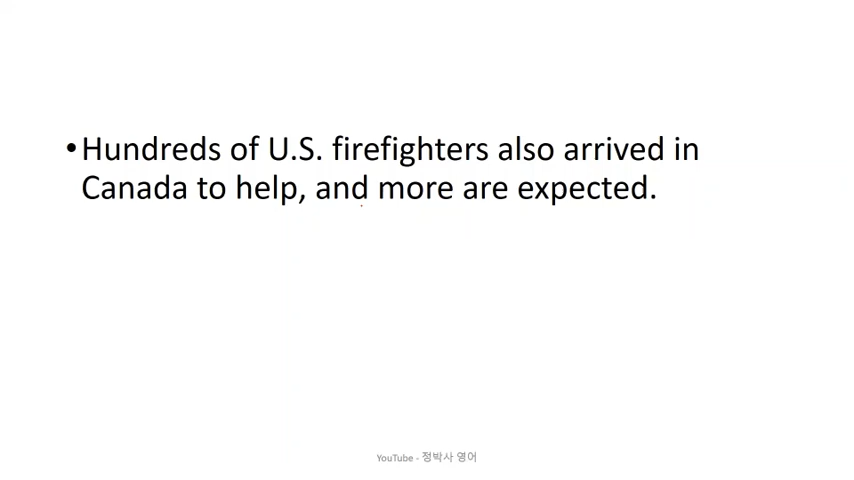 •Hundreds of U.S. firefighters also arrived in
Canada to help, and more are expected.
YouTube - 정박사 영어